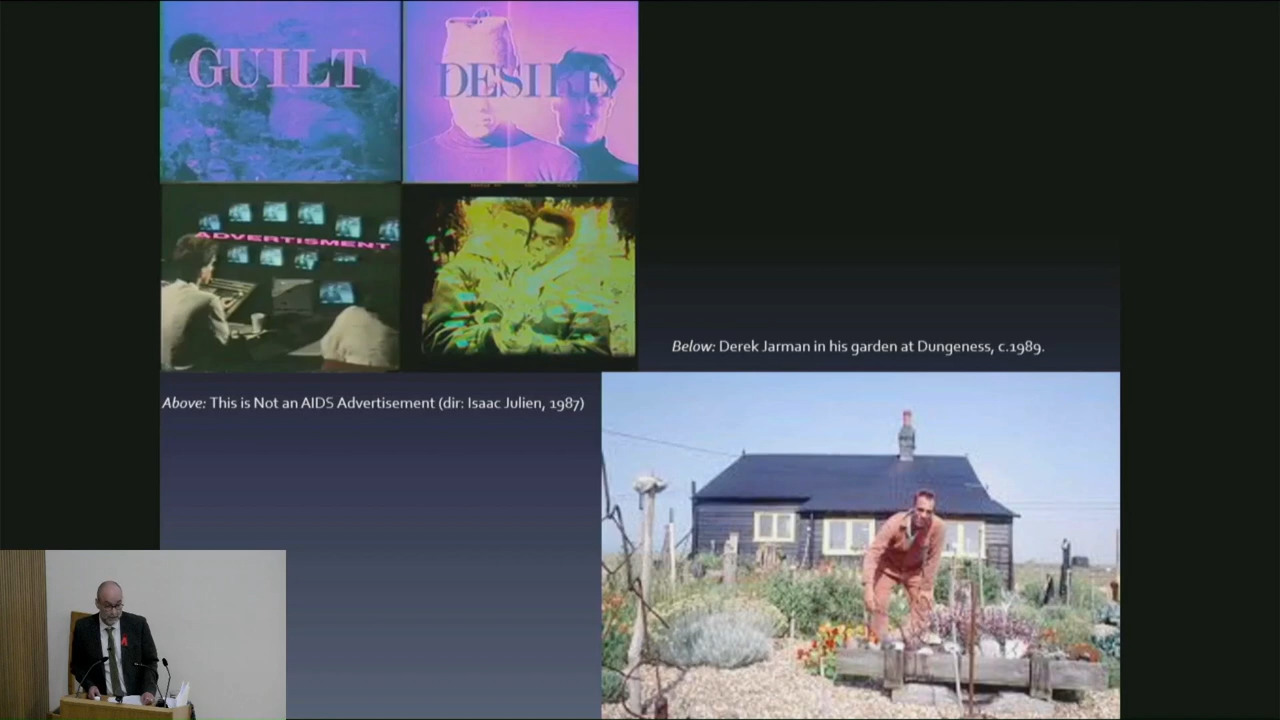 GUILT
DESIRE
ADVERTISMENT
Below: Derek Jarman in his garden at Dungeness, c.1989.
Above: This is Not an AIDS Advertisement (dir: Isaac Julien, 1987)